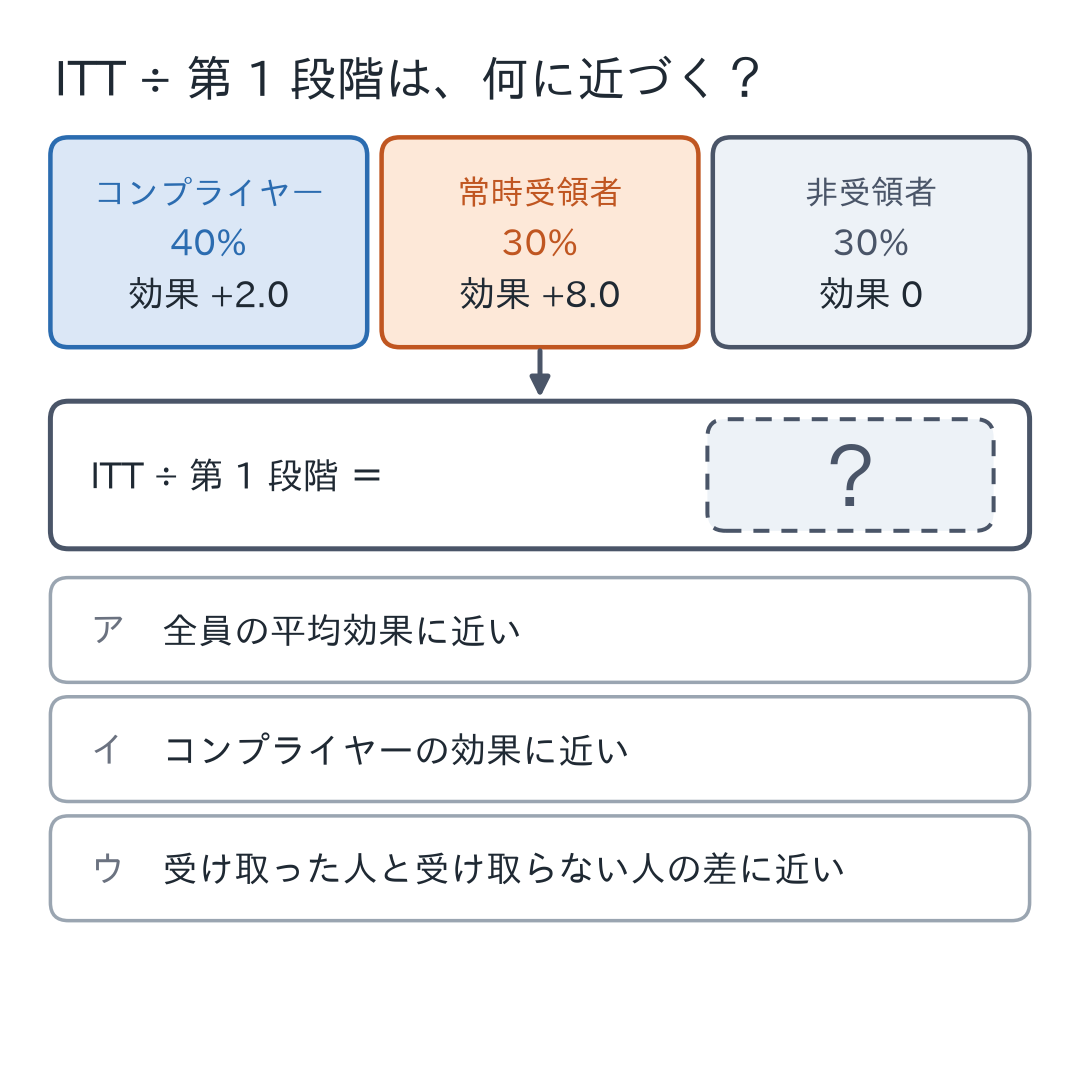 ITT ÷ 第 1 段階は、何に近づく？
コンプライヤー
40%
効果 +2.0
常時受領者
30%
効果 +8.0
非受領者
30%
効果 0
ITT ÷ 第 1 段階 ＝
？
ア 全員の平均効果に近い
イ コンプライヤーの効果に近い
ウ 受け取った人と受け取らない人の差に近い